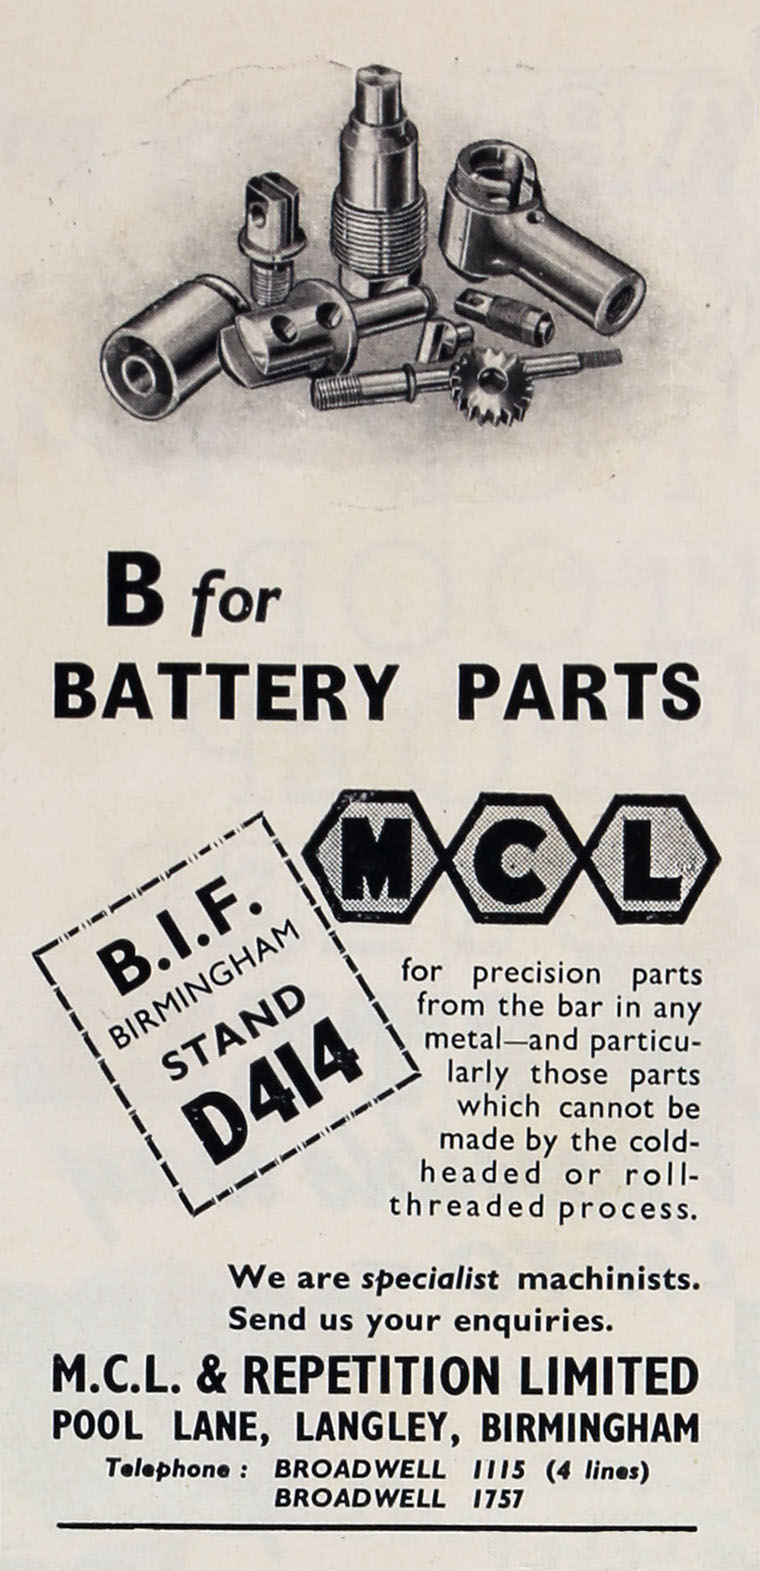 B for
BATTERY PARTS
MCL
B.I.F.
BIRMINGHAM
STAND
D414
for precision parts
from the bar in any
metal—and particu-
larly those parts
which cannot be
made by the cold-
headed or roll-
threaded process.
We are specialist machinists.
Send us your enquiries.
M.C.L. & REPETITION LIMITED
POOL LANE, LANGLEY, BIRMINGHAM
Telephone : BROADWELL 1115 (4 lines)
BROADWELL 1757